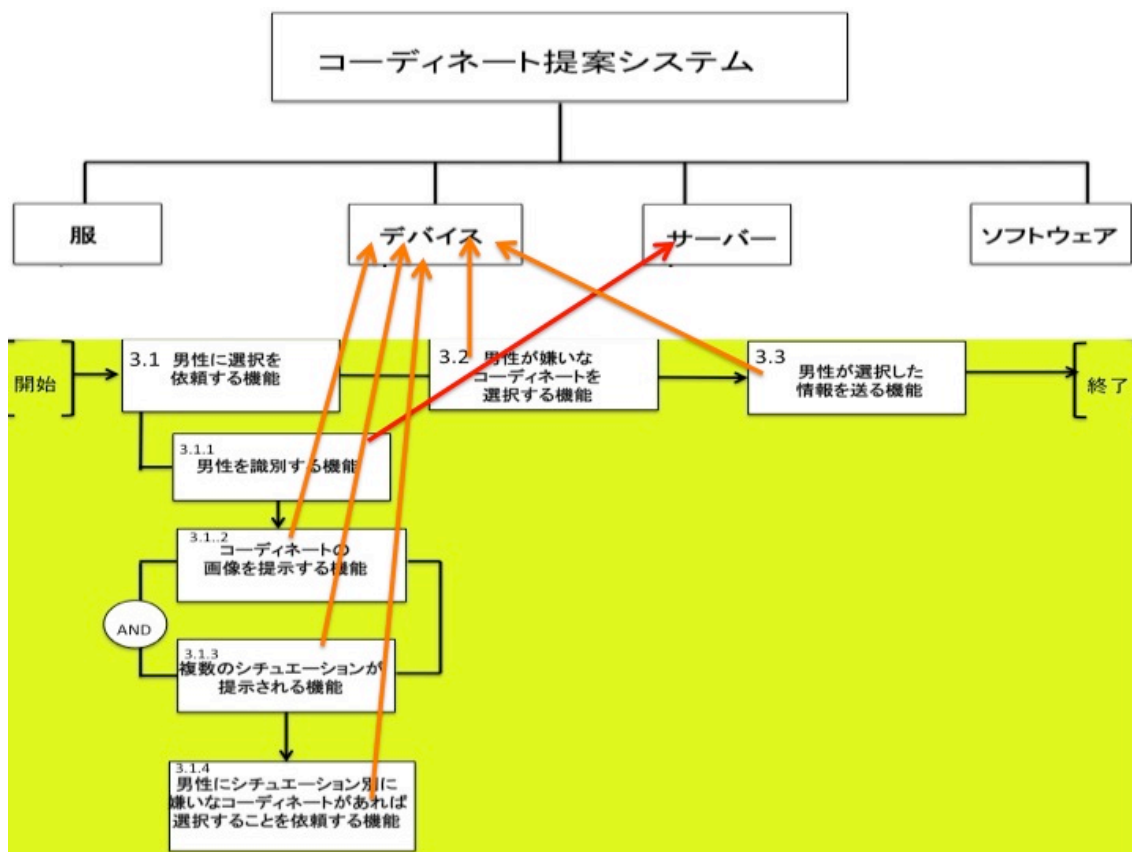 コーディネート提案システム
服
デバイス
サーバー
ソフトウェア
開始
3.1 男性に選択を
依頼する機能
3.2 男性が嫌いな
コーディネートを
選択する機能
3.3 男性が選択した
情報を送る機能
終了
3.1.1
男性を識別する機能
3.1..2
コーディネートの
画像を提示する機能
AND
3.1.3
複数のシチュエーションが
提示される機能
3.1.4
男性にシチュエーション別に
嫌いなコーディネートがあれば
選択することを依頼する機能